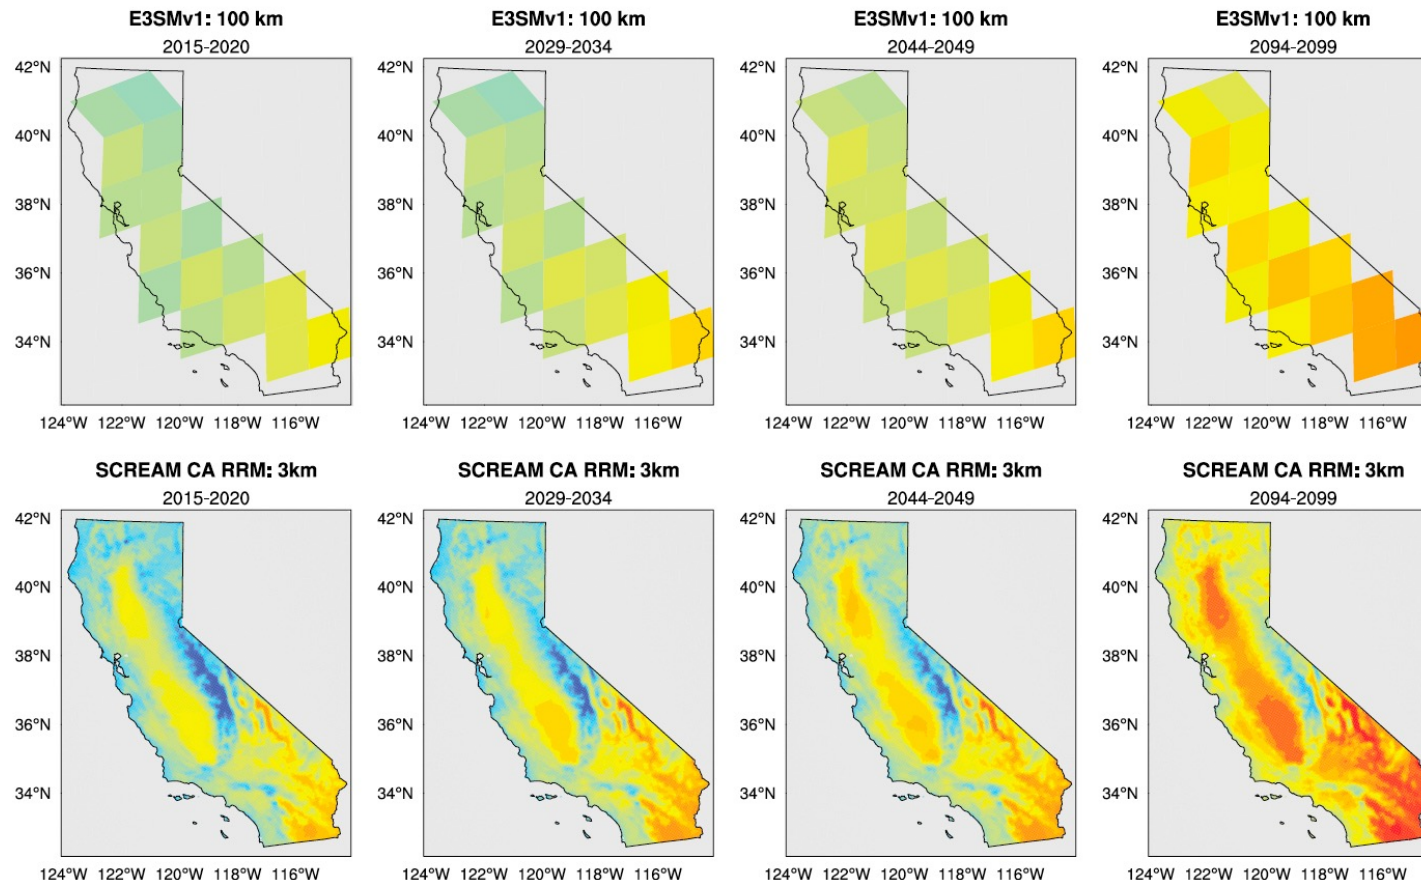 E3SMv1: 100 km E3SMv1: 100 km E3SMv1: 100 km E3SMv1: 100 km
2015-2020 2029-2034 2044-2049 2094-2099
42°N 42°N 42°N 42°N
40°N 40°N 40°N 40°N
38°N 38°N 38°N 38°N
36°N 36°N 36°N 36°N
34°N 34°N 34°N 34°N
124°W 122°W 120°W 118°W 116°W 124°W 122°W 120°W 118°W 116°W 124°W 122°W 120°W 118°W 116°W 124°W 122°W 120°W 118°W 116°W
SCREAM CA RRM: 3km SCREAM CA RRM: 3km SCREAM CA RRM: 3km SCREAM CA RRM: 3km
2015-2020 2029-2034 2044-2049 2094-2099
42°N 42°N 42°N 42°N
40°N 40°N 40°N 40°N
38°N 38°N 38°N 38°N
36°N 36°N 36°N 36°N
34°N 34°N 34°N 34°N
124°W 122°W 120°W 118°W 116°W 124°W 122°W 120°W 118°W 116°W 124°W 122°W 120°W 118°W 116°W 124°W 122°W 120°W 118°W 116°W